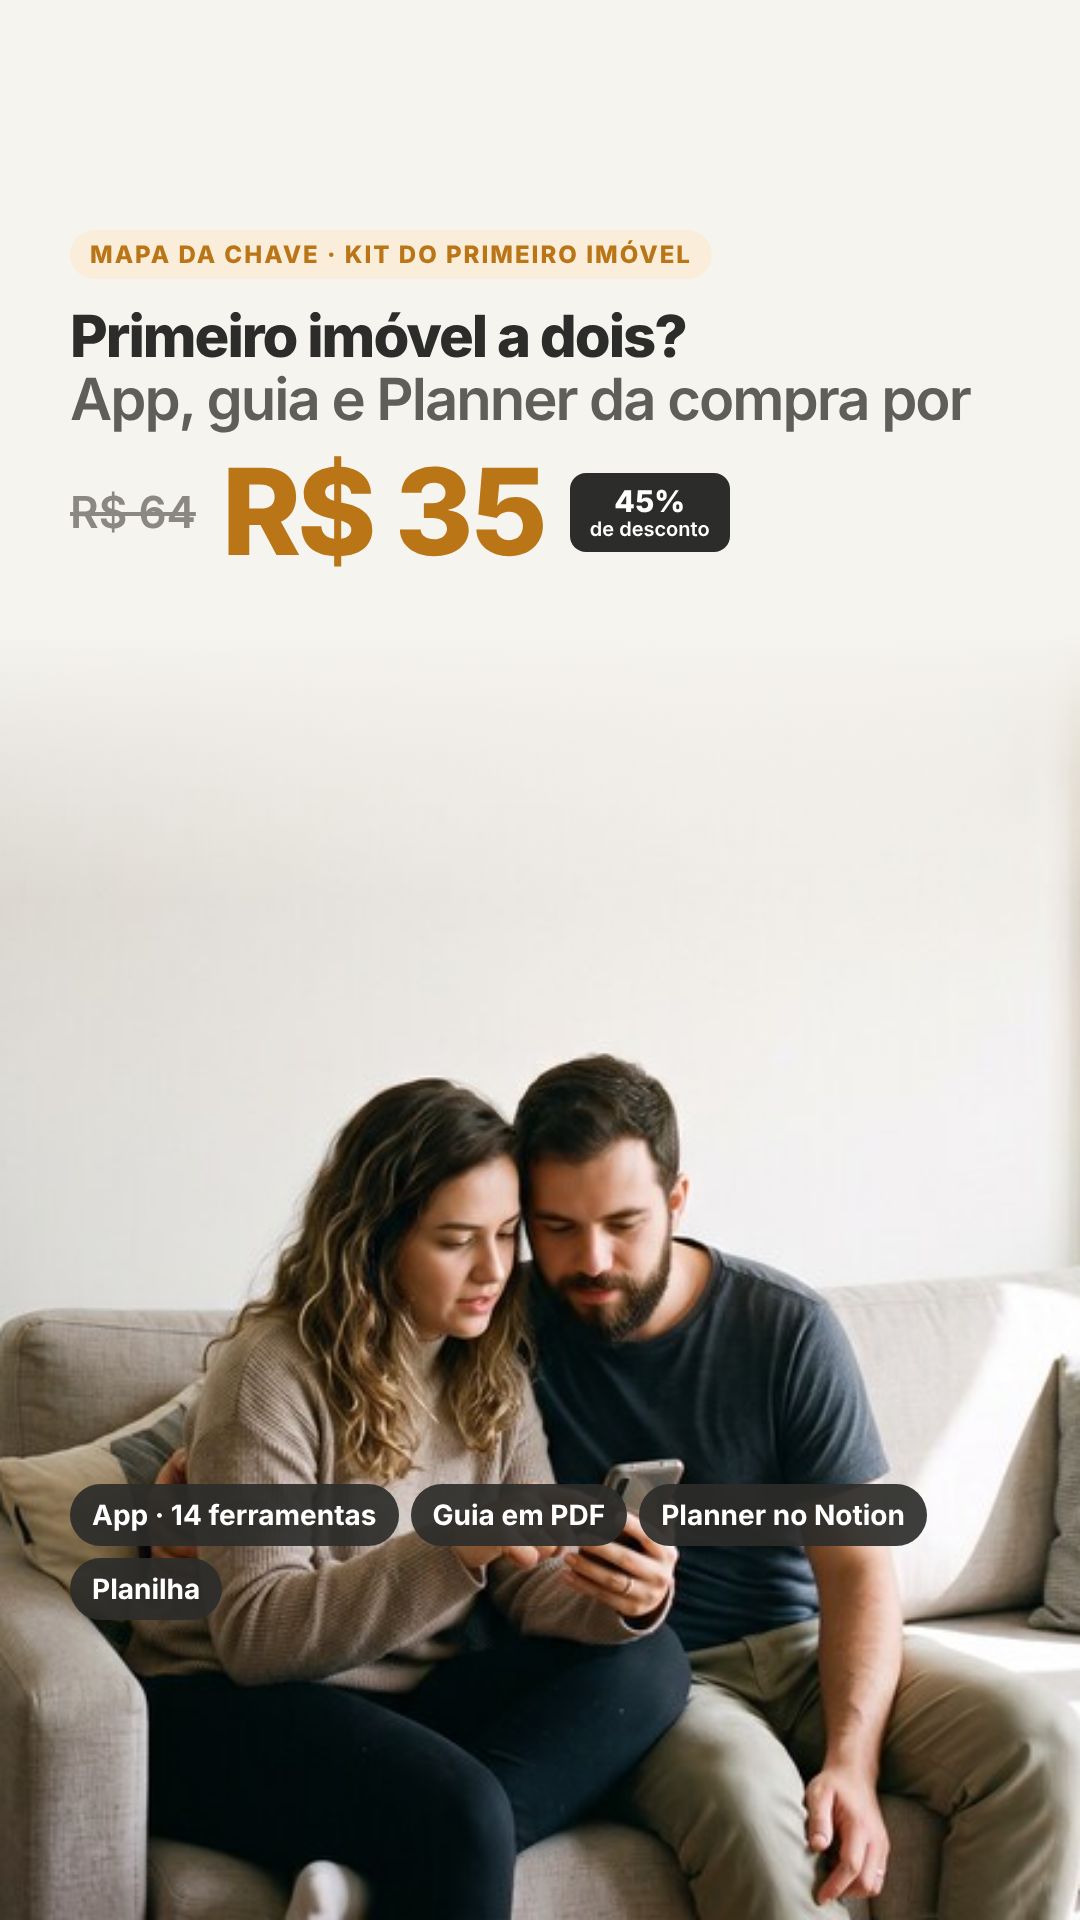 MAPA DA CHAVE · KIT DO PRIMEIRO IMÓVEL
Primeiro imóvel a dois?
App, guia e Planner da compra por
R$ 64 R$ 35 45%
de desconto
App · 14 ferramentas Guia em PDF Planner no Notion
Planilha